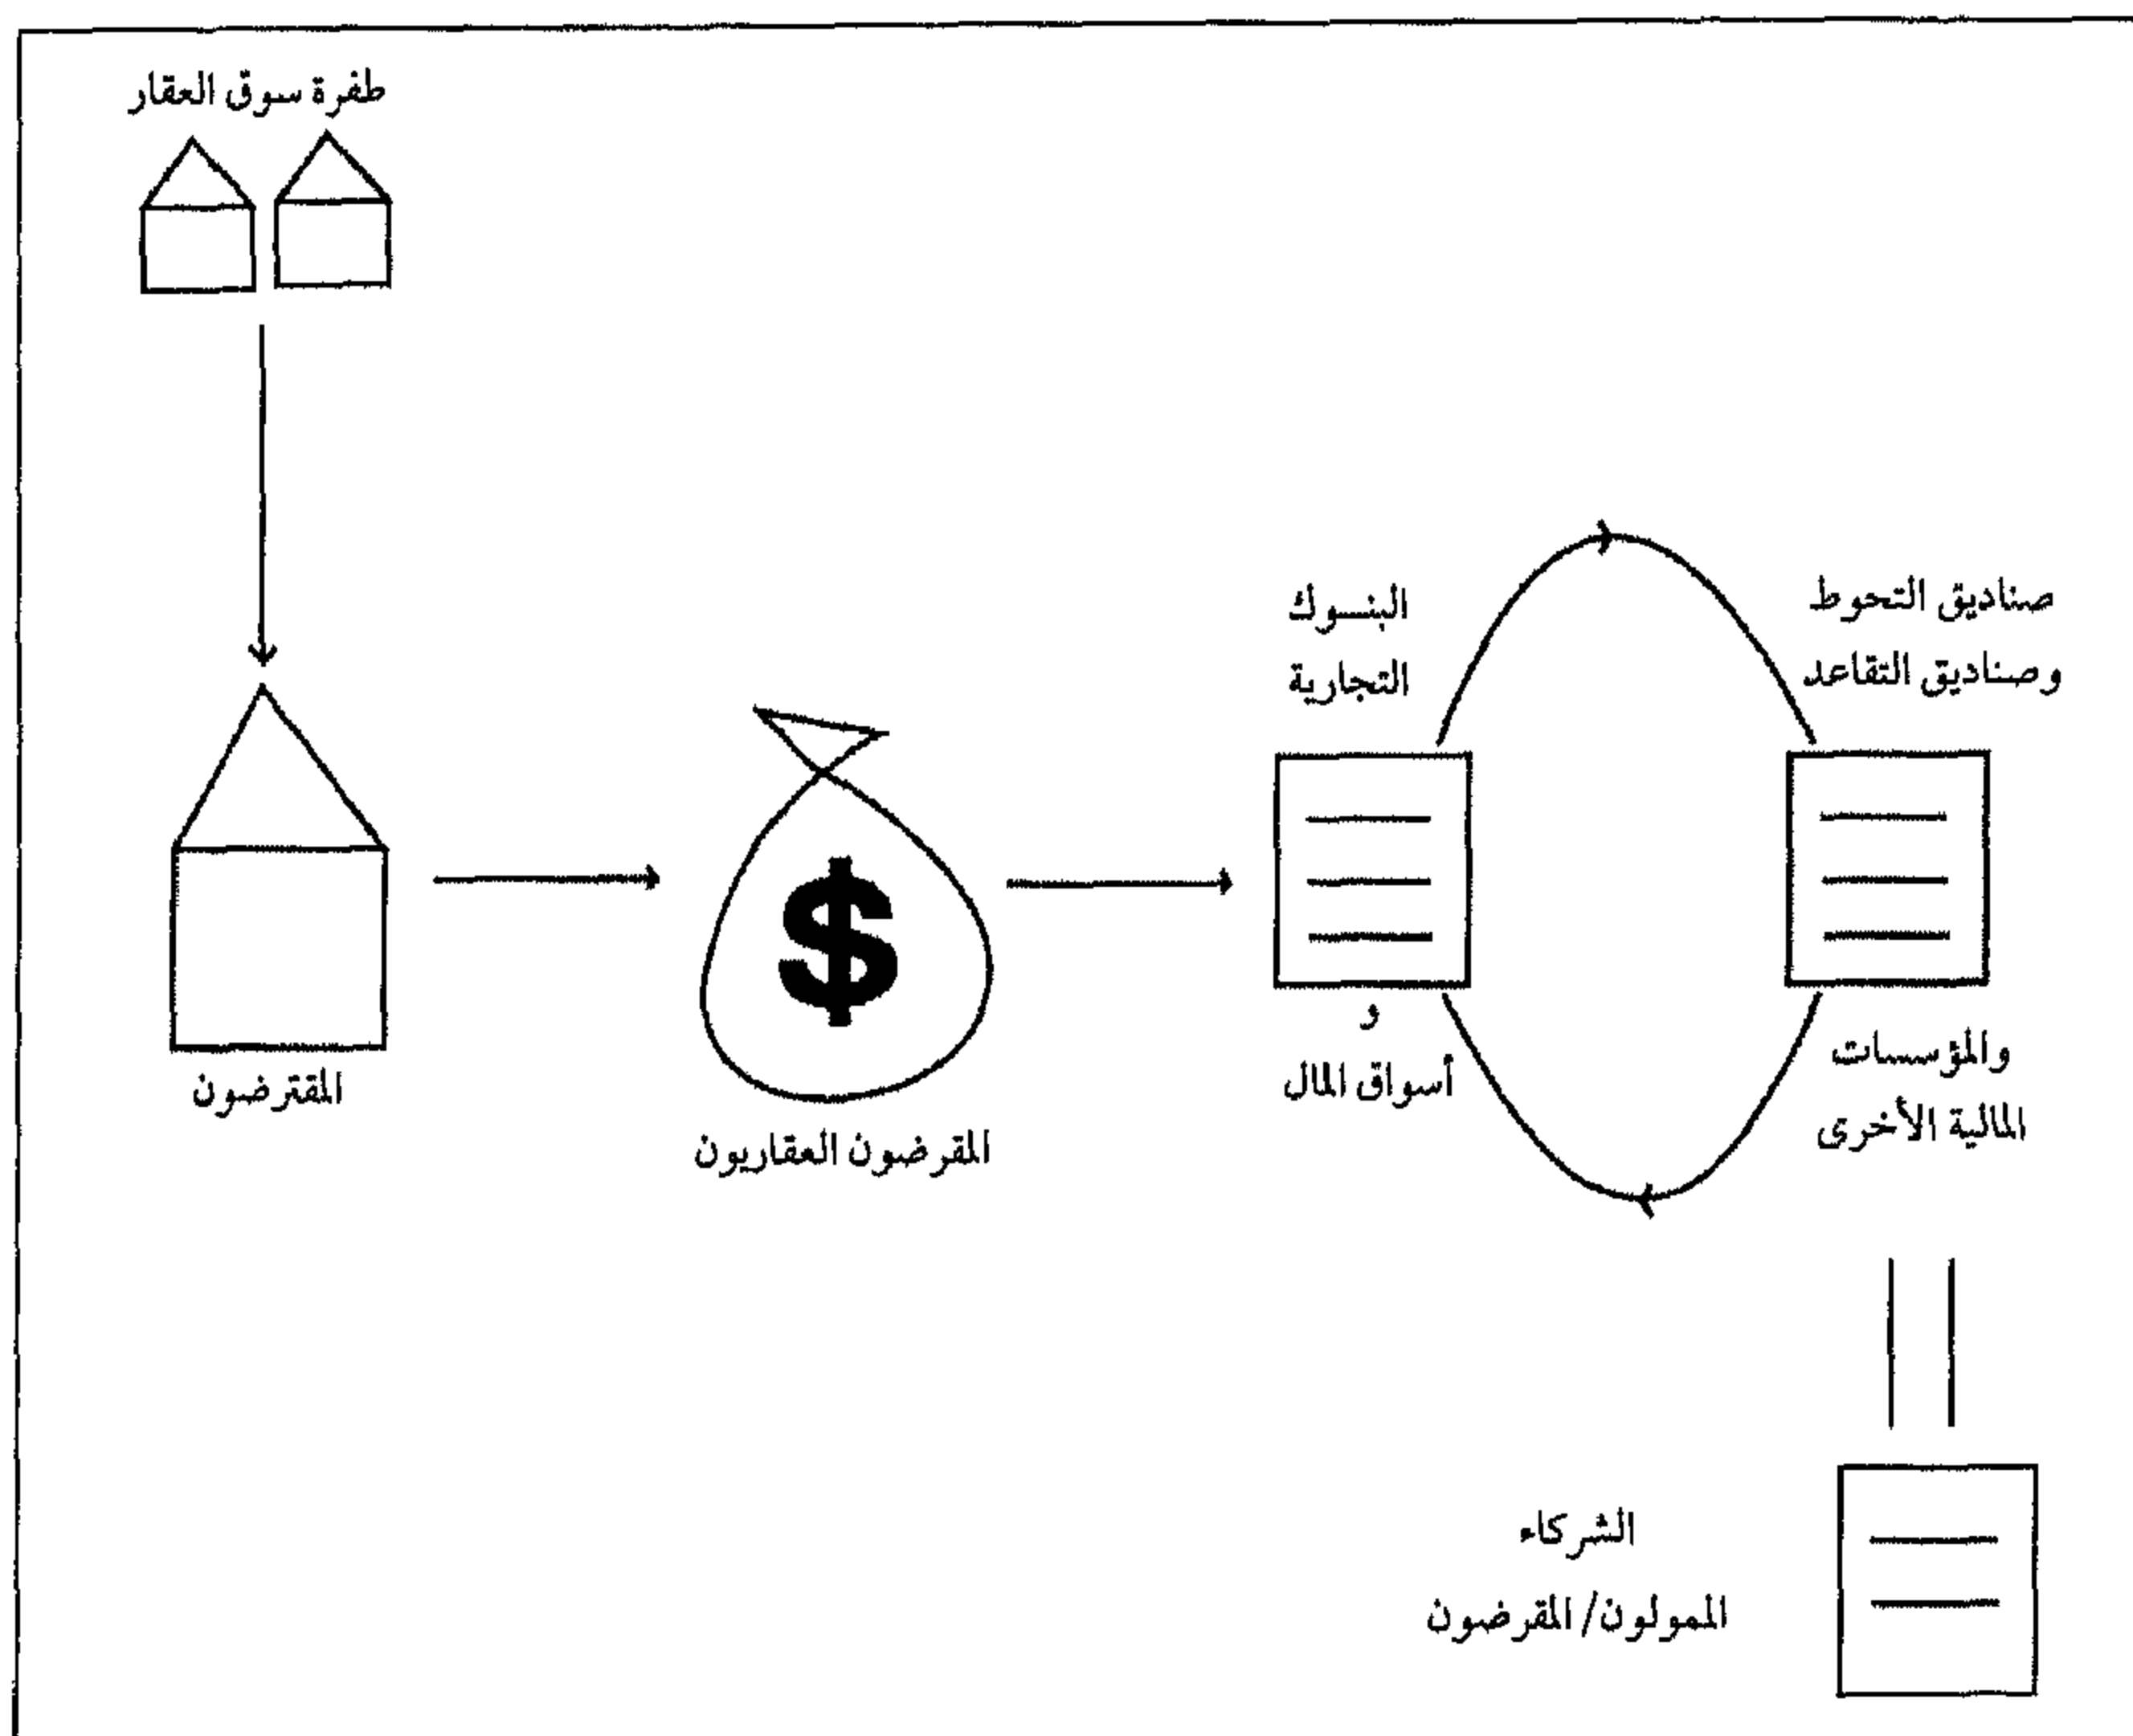 طفرة سوق العقار
صناديق التحوط
وصناديق التقاعد
البنوك
التجارية
و
أسواق المال
والمؤسسات
المالية الأخرى
المقترضون
$
المقرضون العقاريون
الشركاء
الممولون/ المقرضون